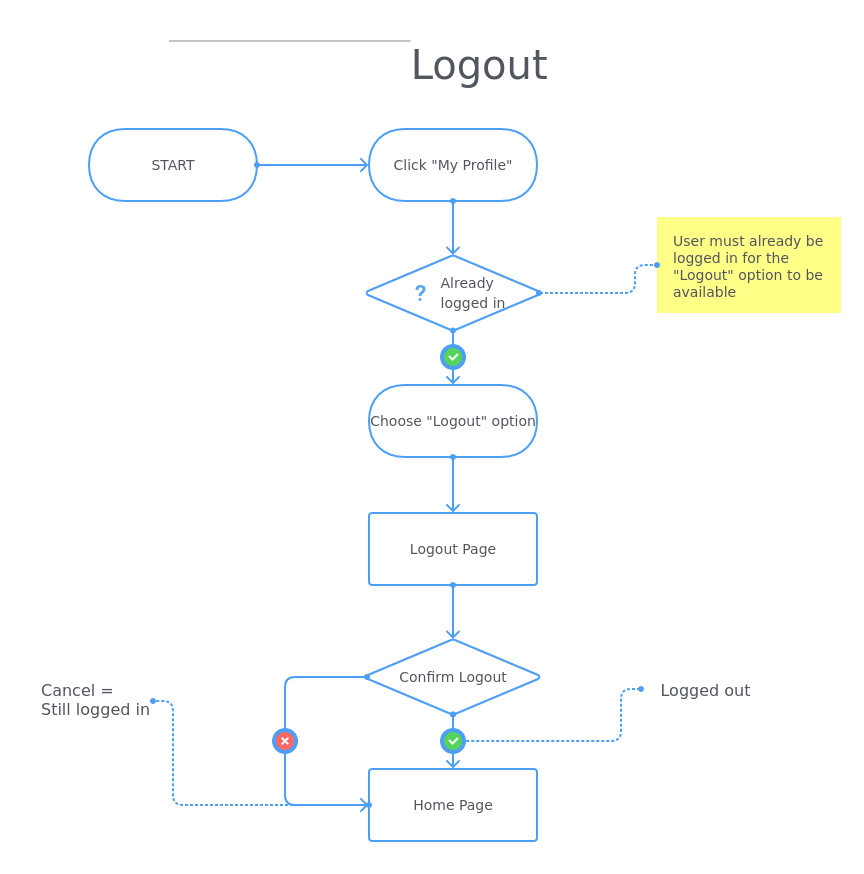 Logout
START
Click "My Profile"
User must already be
logged in for the
"Logout" option to be
available
?
Already
logged in
Choose "Logout" option
Logout Page
Confirm Logout
Cancel =
Still logged in
Logged out
Home Page